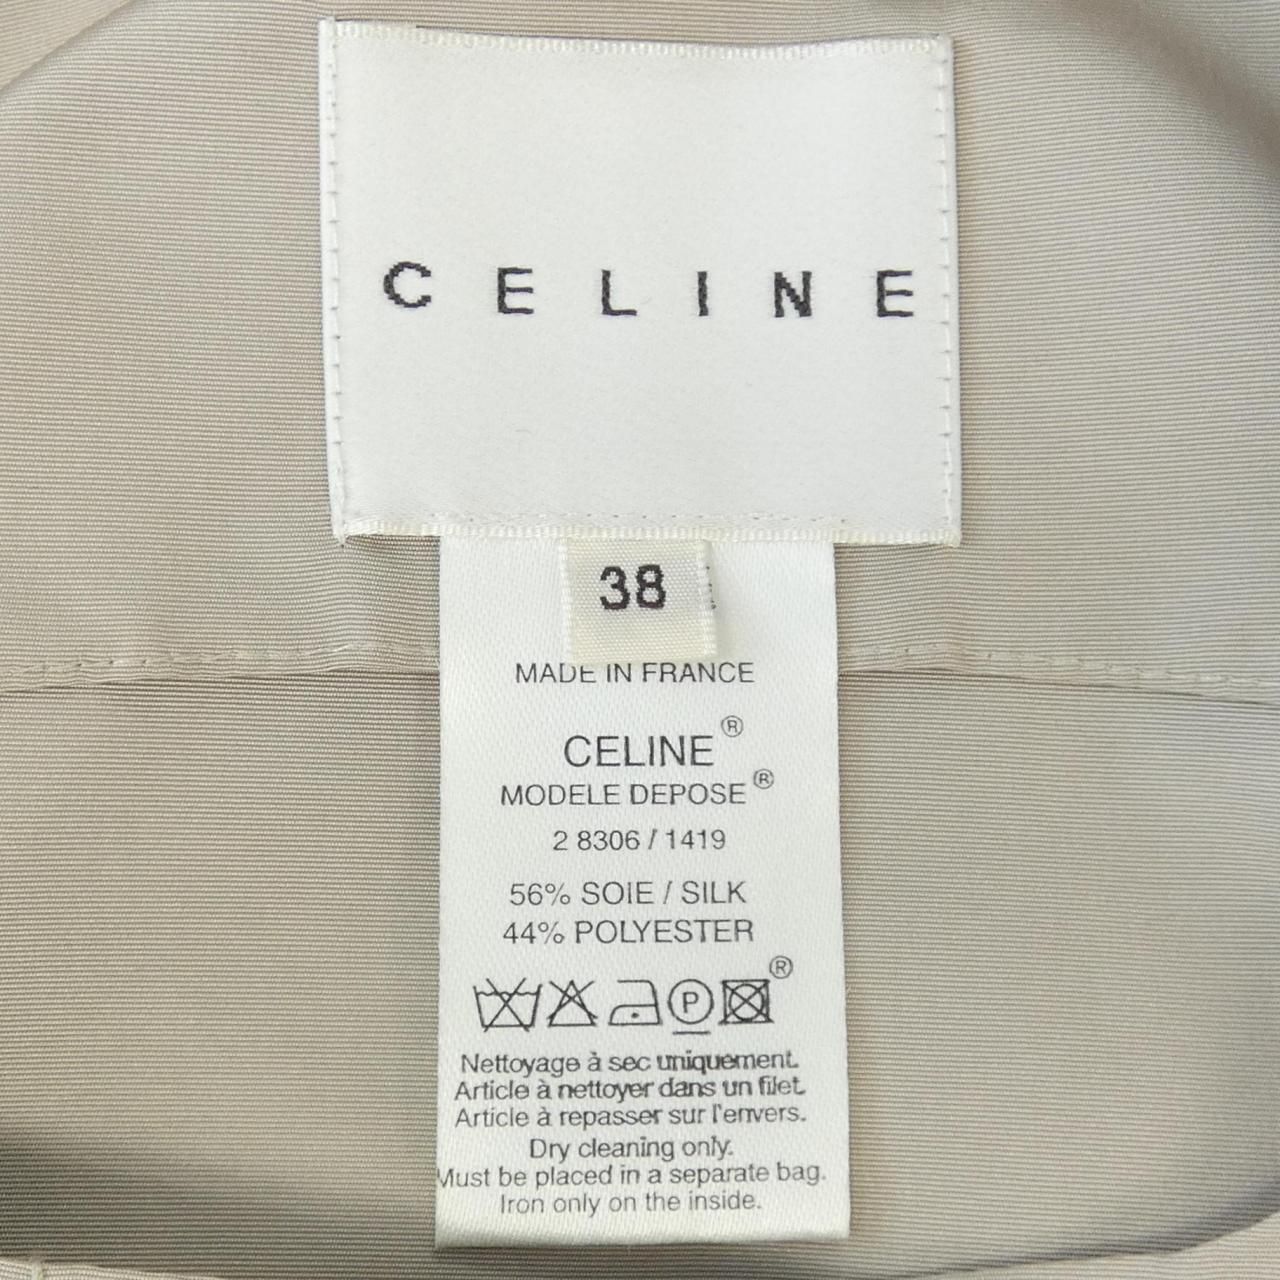 CELINE
38
MADE IN FRANCE
CELINE®
MODELE DEPOSE®
2 8306 / 1419
56% SOIE / SILK
44% POLYESTER
P ®
Nettoyage à sec uniquement.
Article à nettoyer dans un filet.
Article à repasser sur l'envers.
Dry cleaning only.
Must be placed in a separate bag.
Iron only on the inside.